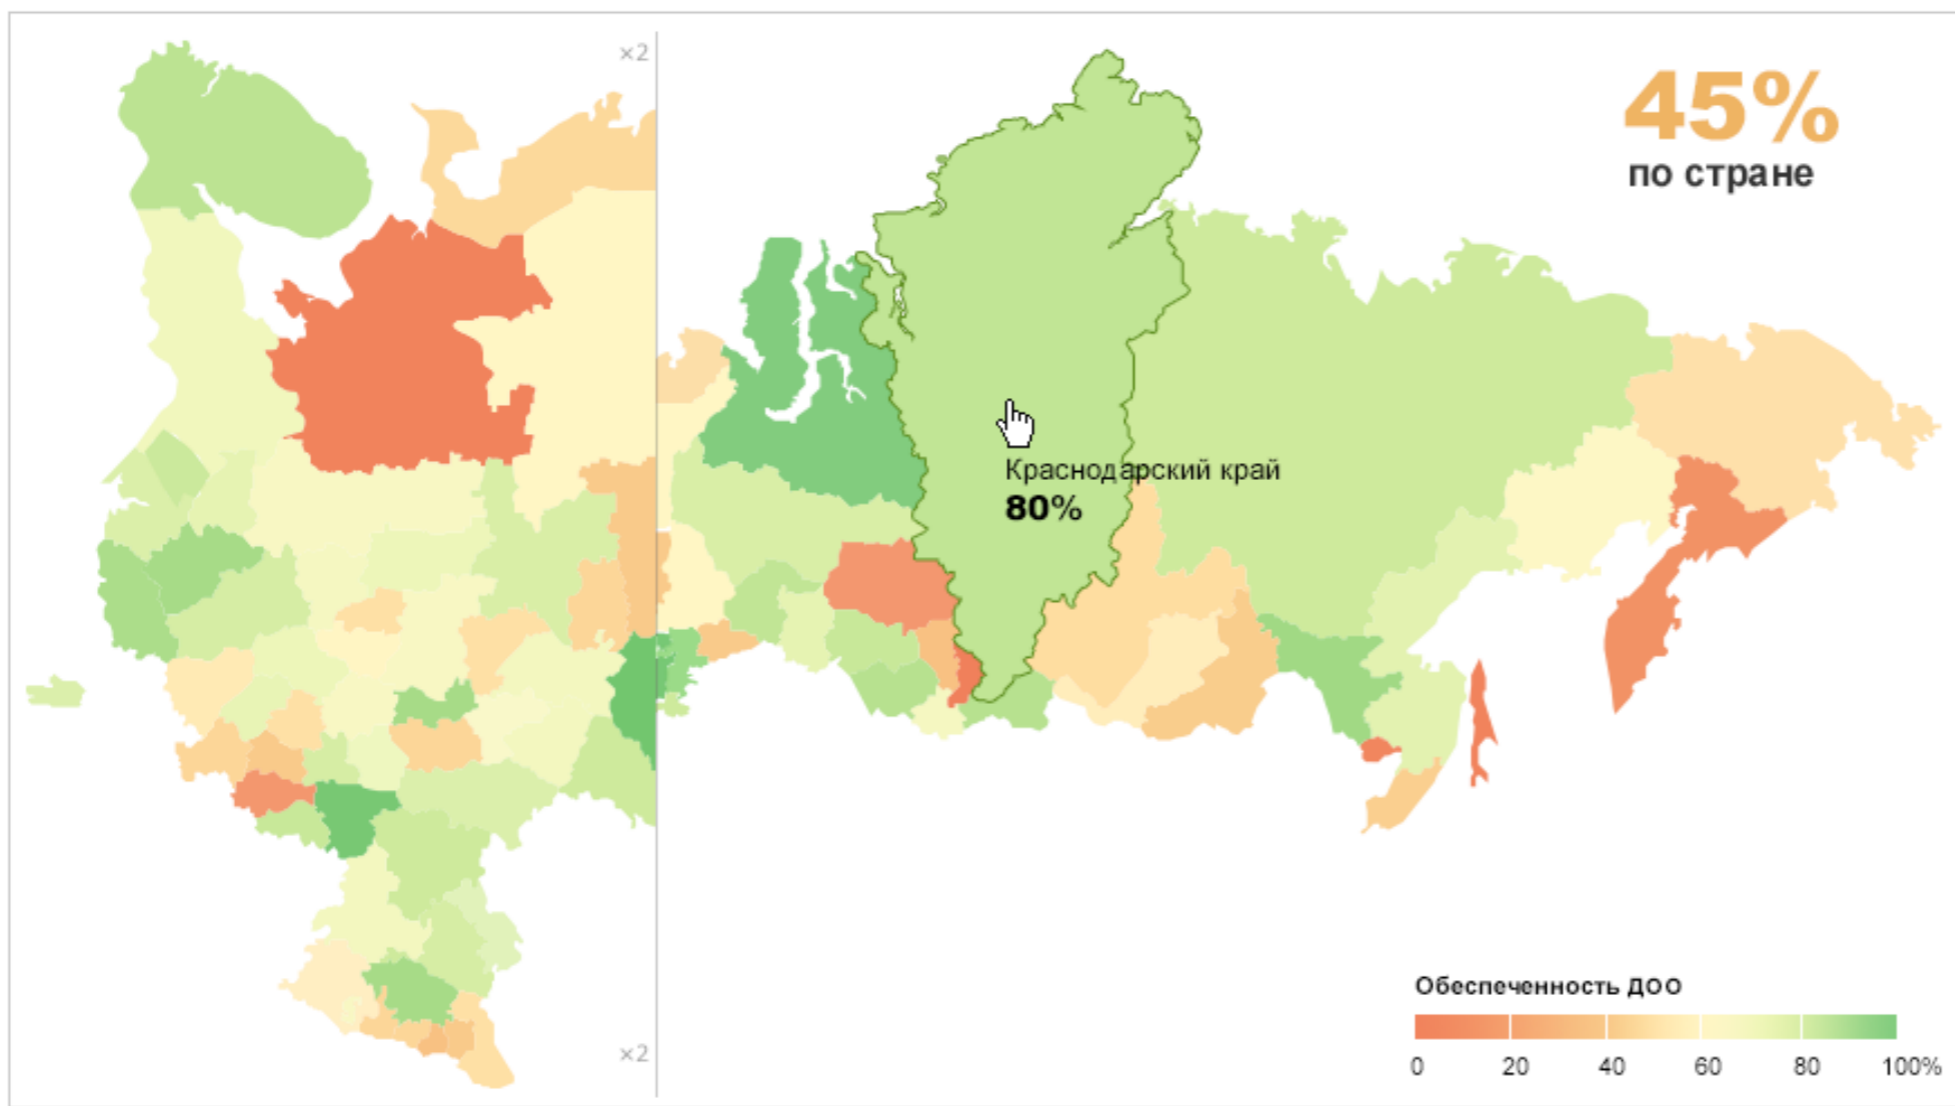 ×2
45%
по стране
Краснодарский край
80%
Обеспеченность ДОО
0 20 40 60 80 100%
×2